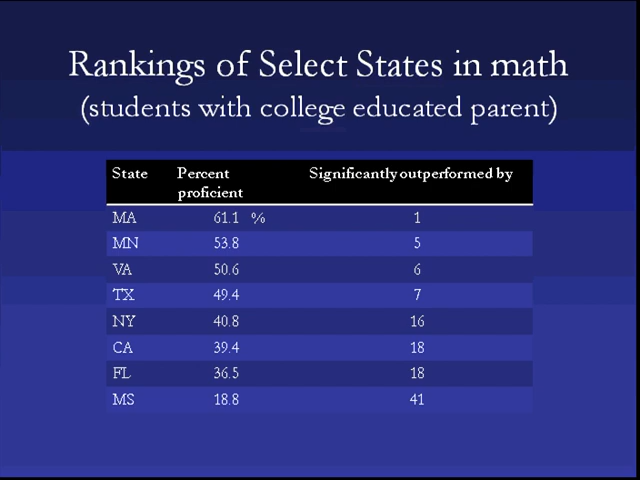 Rankings of Select States in math
(students with college educated parent)
State Percent proficient Significantly outperformed by
MA 61.1 % 1
MN 53.8 5
VA 50.6 6
TX 49.4 7
NY 40.8 16
CA 39.4 18
FL 36.5 18
MS 18.8 41